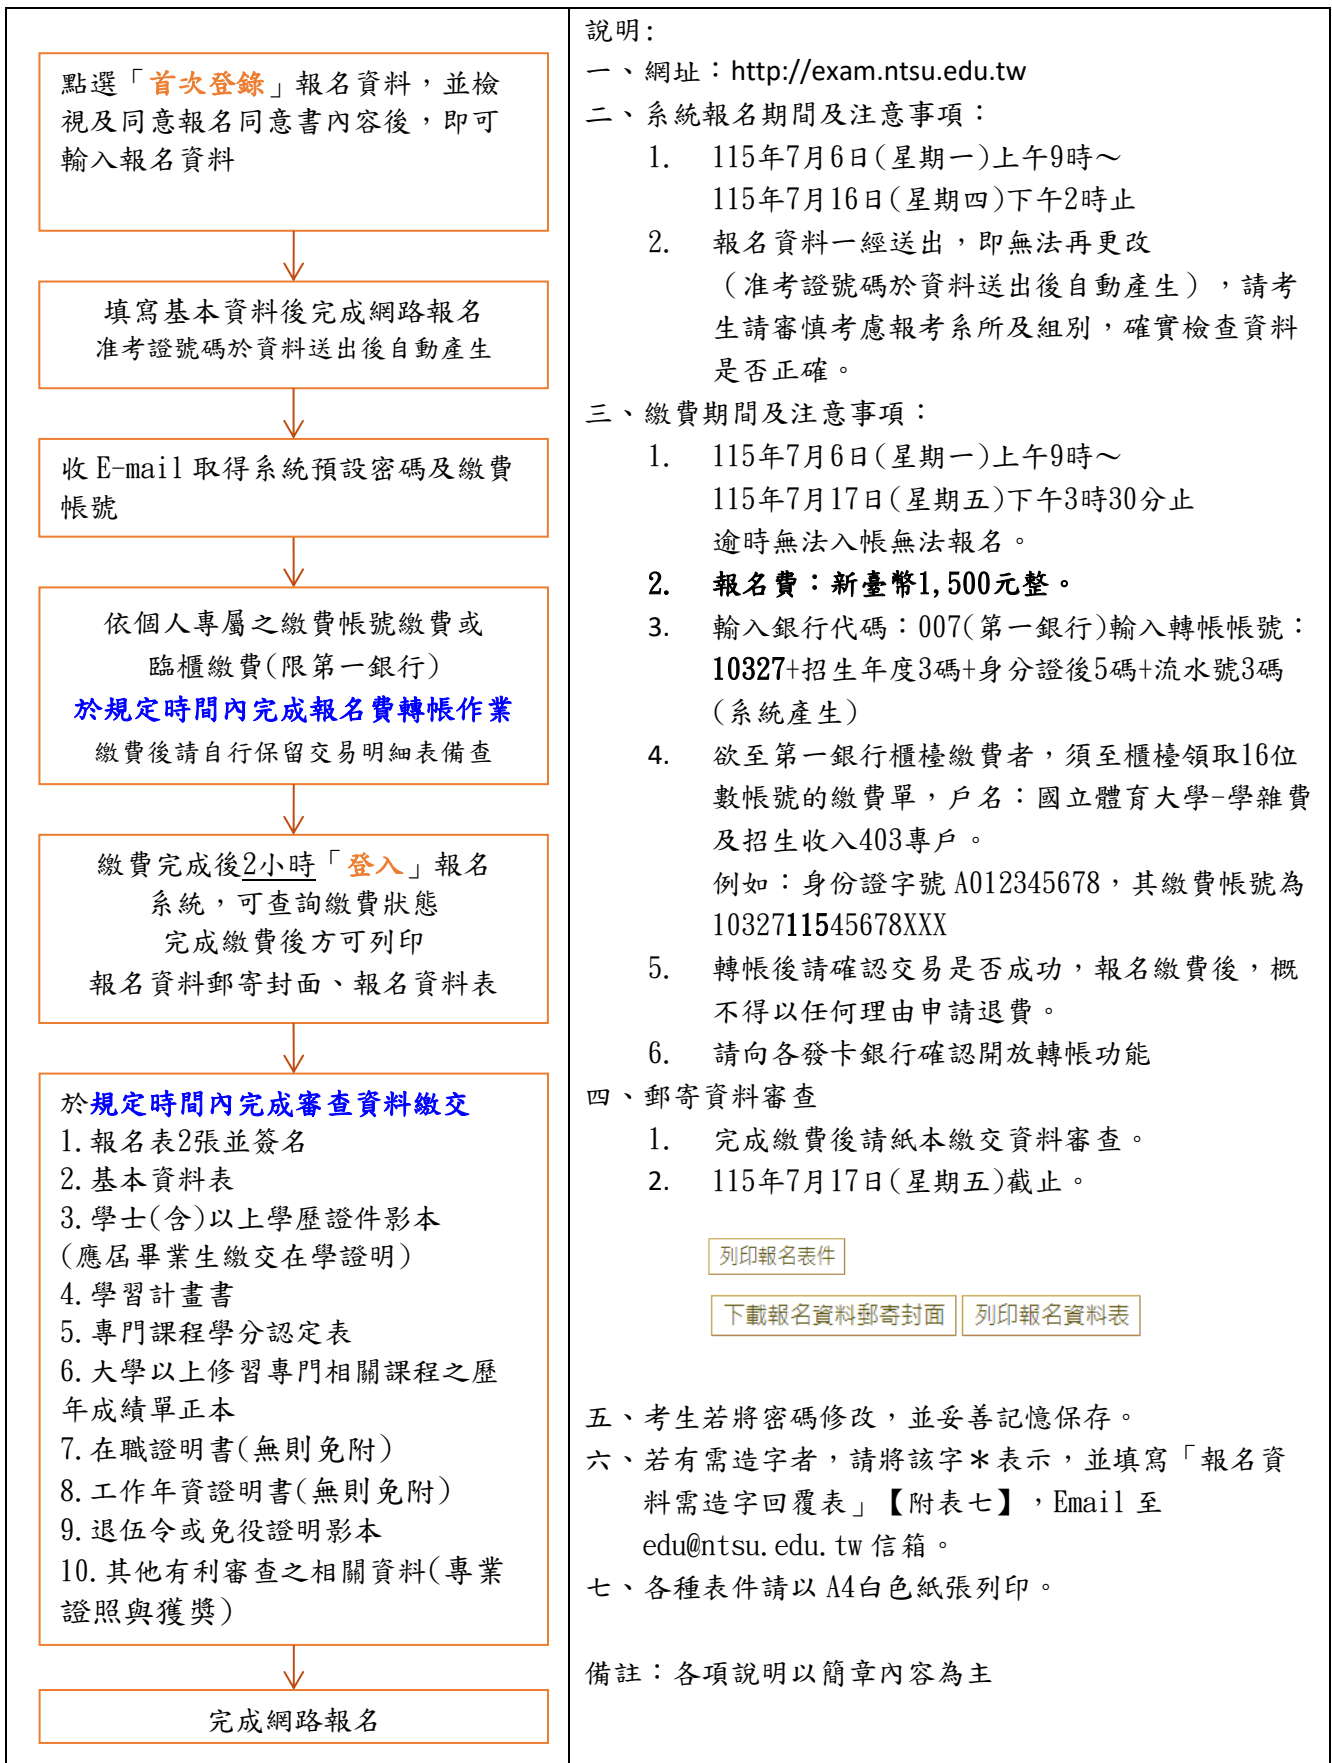 點選「首次登錄」報名資料，並檢
視及同意報名同意書內容後，即可
輸入報名資料
填寫基本資料後完成網路報名
准考證號碼於資料送出後自動產生
收 E-mail 取得系統預設密碼及繳費
帳號
依個人專屬之繳費帳號繳費或
臨櫃繳費(限第一銀行)
於規定時間內完成報名費轉帳作業
繳費後請自行保留交易明細表備查
繳費完成後2小時「登入」報名
系統，可查詢繳費狀態
完成繳費後方可列印
報名資料郵寄封面、報名資料表
於規定時間內完成審查資料繳交
1.報名表2張並簽名
2.基本資料表
3.學士(含)以上學歷證件影本
(應屆畢業生繳交在學證明)
4.學習計畫書
5.專門課程學分認定表
6.大學以上修習專門相關課程之歷
年成績單正本
7.在職證明書(無則免附)
8.工作年資證明書(無則免附)
9.退伍令或免役證明影本
10.其他有利審查之相關資料(專業
證照與獲獎)
完成網路報名
說明:
一、網址：http://exam.ntsu.edu.tw
二、系統報名期間及注意事項：
1. 115年7月6日(星期一)上午9時～
115年7月16日(星期四)下午2時止
2. 報名資料一經送出，即無法再更改
（准考證號碼於資料送出後自動產生），請考
生請審慎考慮報考系所及組別，確實檢查資料
是否正確。
三、繳費期間及注意事項：
1. 115年7月6日(星期一)上午9時～
115年7月17日(星期五)下午3時30分止
逾時無法入帳無法報名。
2. 報名費：新臺幣1,500元整。
3. 輸入銀行代碼：007(第一銀行)輸入轉帳帳號：
10327+招生年度3碼+身分證後5碼+流水號3碼
(系統產生)
4. 欲至第一銀行櫃檯繳費者，須至櫃檯領取16位
數帳號的繳費單，戶名：國立體育大學-學雜費
及招生收入403專戶。
例如：身份證字號 A012345678，其繳費帳號為
1032711545678XXX
5. 轉帳後請確認交易是否成功，報名繳費後，概
不得以任何理由申請退費。
6. 請向各發卡銀行確認開放轉帳功能
四、郵寄資料審查
1. 完成繳費後請紙本繳交資料審查。
2. 115年7月17日(星期五)截止。
列印報名表件
下載報名資料郵寄封面 列印報名資料表
五、考生若將密碼修改，並妥善記憶保存。
六、若有需造字者，請將該字＊表示，並填寫「報名資
料需造字回覆表」【附表七】，Email 至
edu@ntsu.edu.tw 信箱。
七、各種表件請以 A4白色紙張列印。
備註：各項說明以簡章內容為主